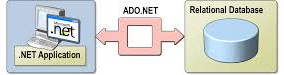 ADO.NET
Relational Database
.net
.NET Application